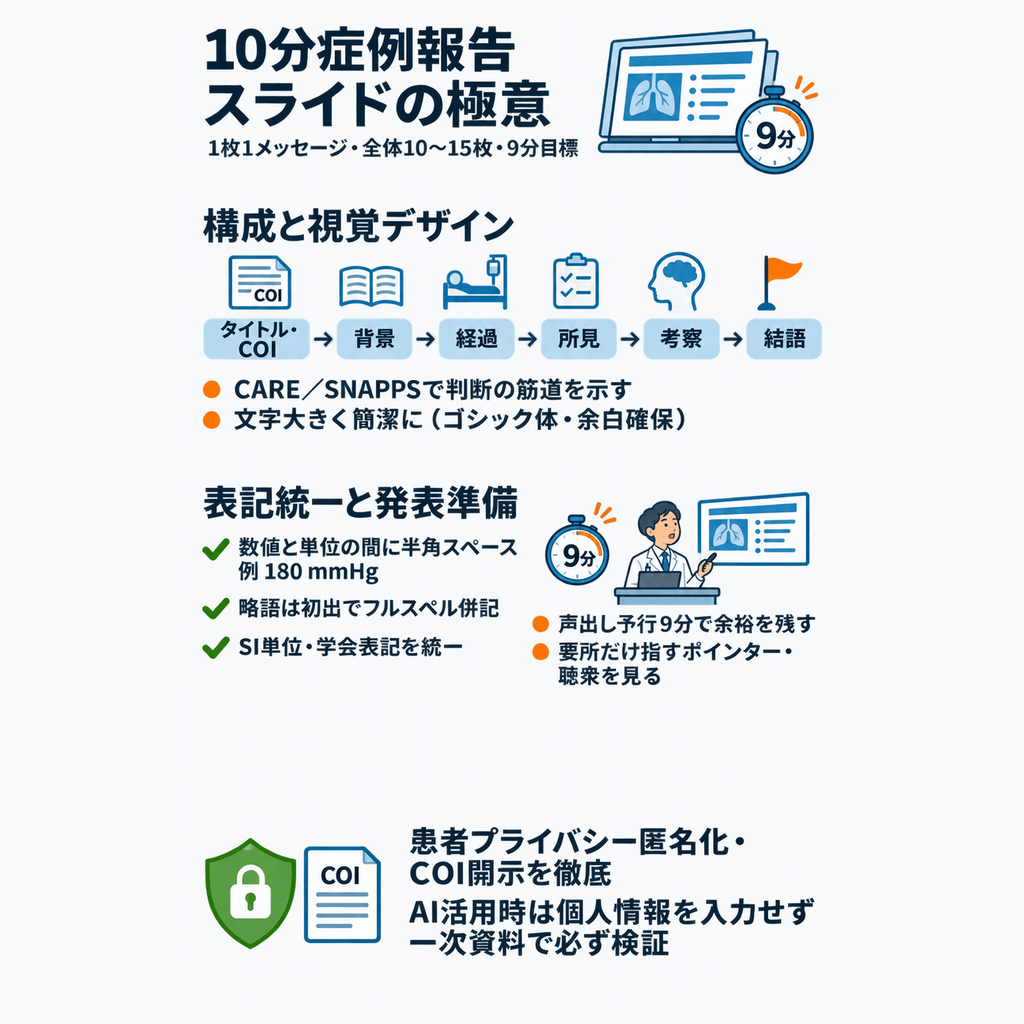 10分症例報告
スライドの極意
1枚1メッセージ・全体10～15枚・9分目標
9分
構成と視覚デザイン
COI
タイトル・
COI
背景
経過
所見
考察
結語
CARE／SNAPPSで判断の筋道を示す
文字大きく簡潔に（ゴシック体・余白確保）
表記統一と発表準備
数値と単位の間に半角スペース
例 180 mmHg
略語は初出でフルスペル併記
SI単位・学会表記を統一
9分
声出し予行9分で余裕を残す
要所だけ指すポインター・
聴衆を見る
COI
患者プライバシー匿名化・
COI開示を徹底
AI活用時は個人情報を入力せず
一次資料で必ず検証